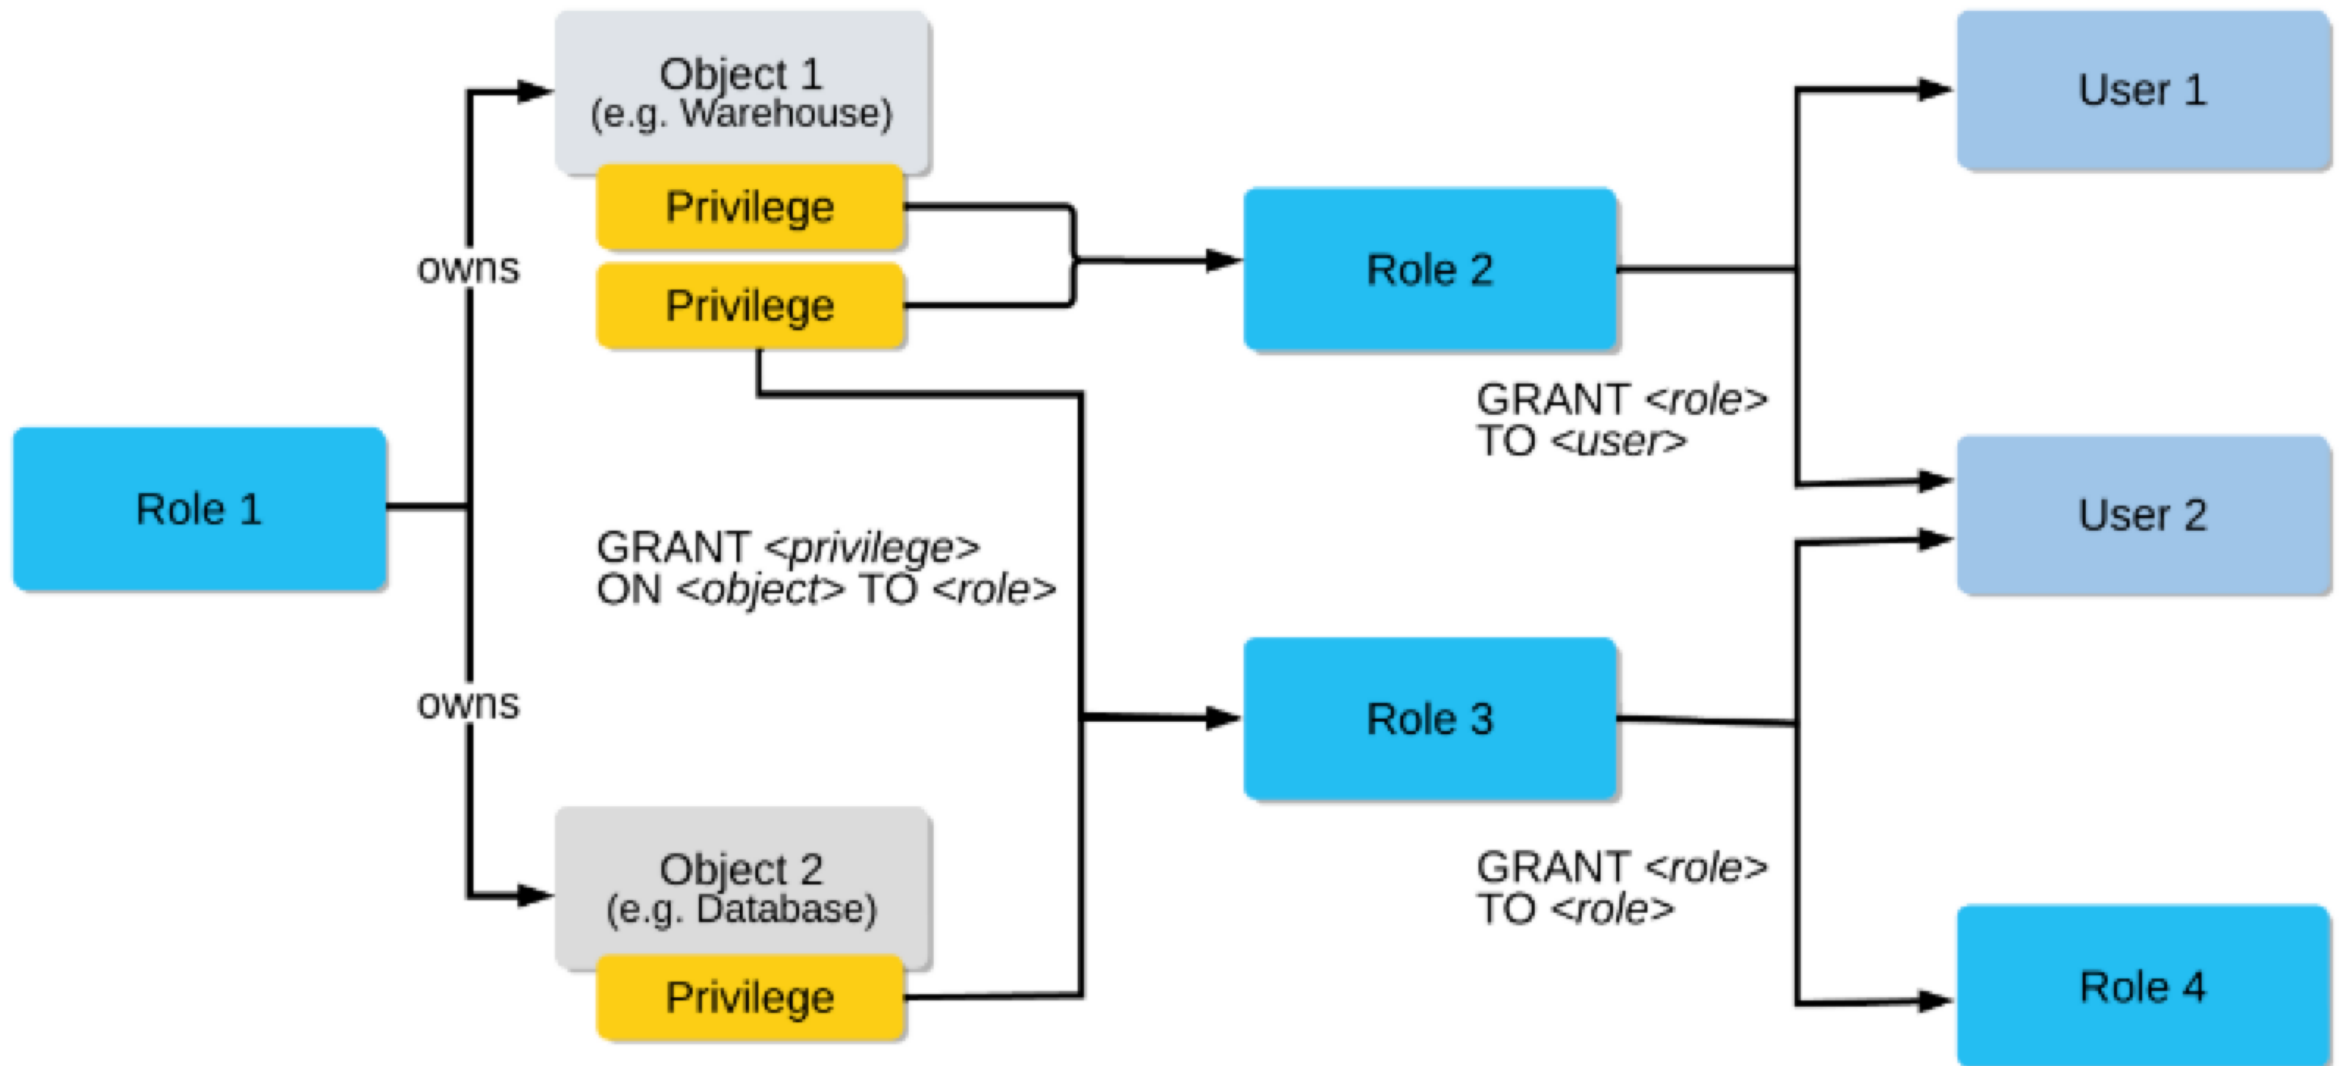 Object 1
(e.g. Warehouse)
Privilege
Privilege
owns
Role 1
owns
GRANT <privilege>
ON <object> TO <role>
Object 2
(e.g. Database)
Privilege
Role 2
GRANT <role>
TO <user>
Role 3
GRANT <role>
TO <role>
User 1
User 2
Role 4